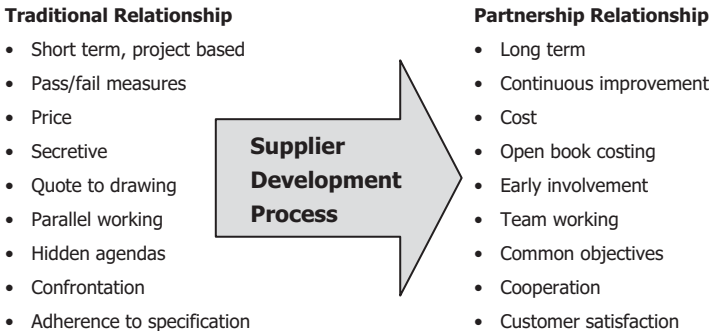 Traditional Relationship
• Short term, project based
• Pass/fail measures
• Price
• Secretive
• Quote to drawing
• Parallel working
• Hidden agendas
• Confrontation
• Adherence to specification
Supplier
Development
Process
Partnership Relationship
• Long term
• Continuous improvement
• Cost
• Open book costing
• Early involvement
• Team working
• Common objectives
• Cooperation
• Customer satisfaction